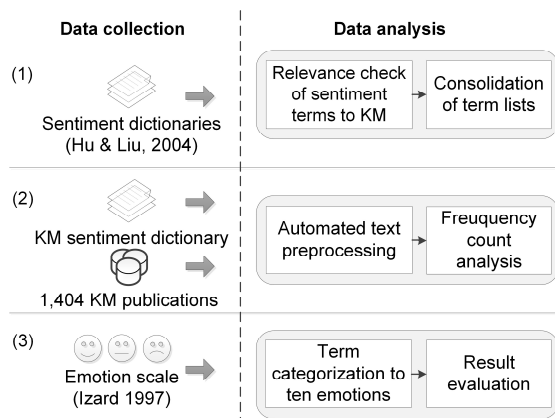 Data collection
Data analysis
(1)
Sentiment dictionaries
(Hu & Liu, 2004)
Relevance check
of sentiment
terms to KM
Consolidation
of term lists
(2)
KM sentiment dictionary
1,404 KM publications
Automated text
preprocessing
Freuquency
count
analysis
(3)
Emotion scale
(Izard 1997)
Term
categorization to
ten emotions
Result
evaluation